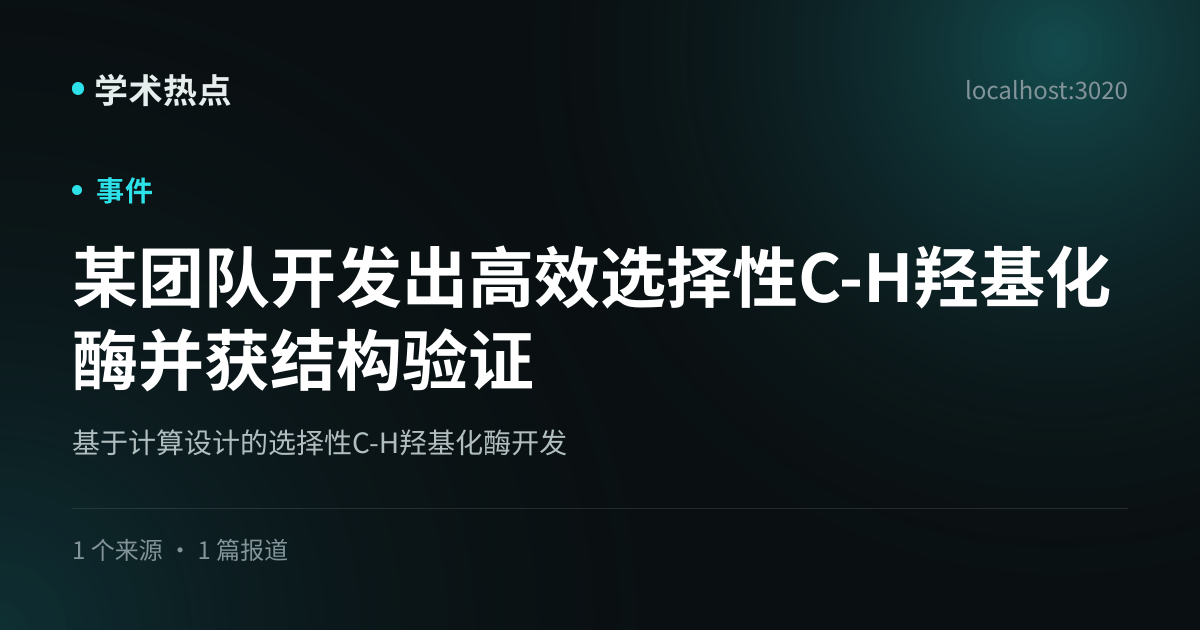 学术热点
localhost:3020
事件
某团队开发出高效选择性C-H羟基化
酶并获结构验证
基于计算设计的选择性C-H羟基化酶开发
1 个来源 · 1 篇报道